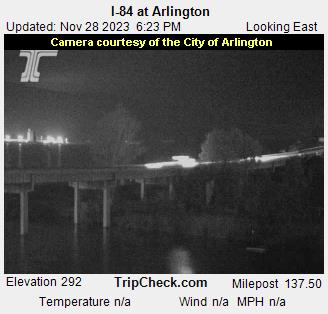 I-84 at Arlington
Updated: Nov 28 2023 6:23 PM Looking East
Camera courtesy of the City of Arlington
Elevation 292 TripCheck.com Milepost 137.50
Temperature n/a Wind n/a MPH n/a